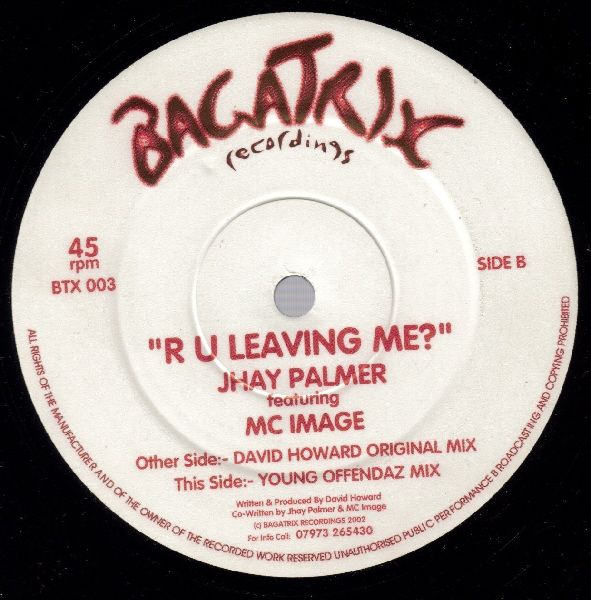 BAGATRIX
recordings
45
rpm
BTX 003
SIDE B
"R U LEAVING ME?"
JHAY PALMER
featuring
MC IMAGE
Other Side:- DAVID HOWARD ORIGINAL MIX
This Side:- YOUNG OFFENDAZ MIX
Written & Produced By David Howard
Co-Written by Jhay Palmer & MC Image
(c) BAGATRIX RECORDINGS 2002
For Info Call: 07973 265430
ALL RIGHTS OF THE MANUFACTURER AND OF THE OWNER OF THE RECORDED WORK RESERVED UNAUTHORISED PUBLIC PERFORMANCE BROADCASTING AND COPYING PROHIBITED